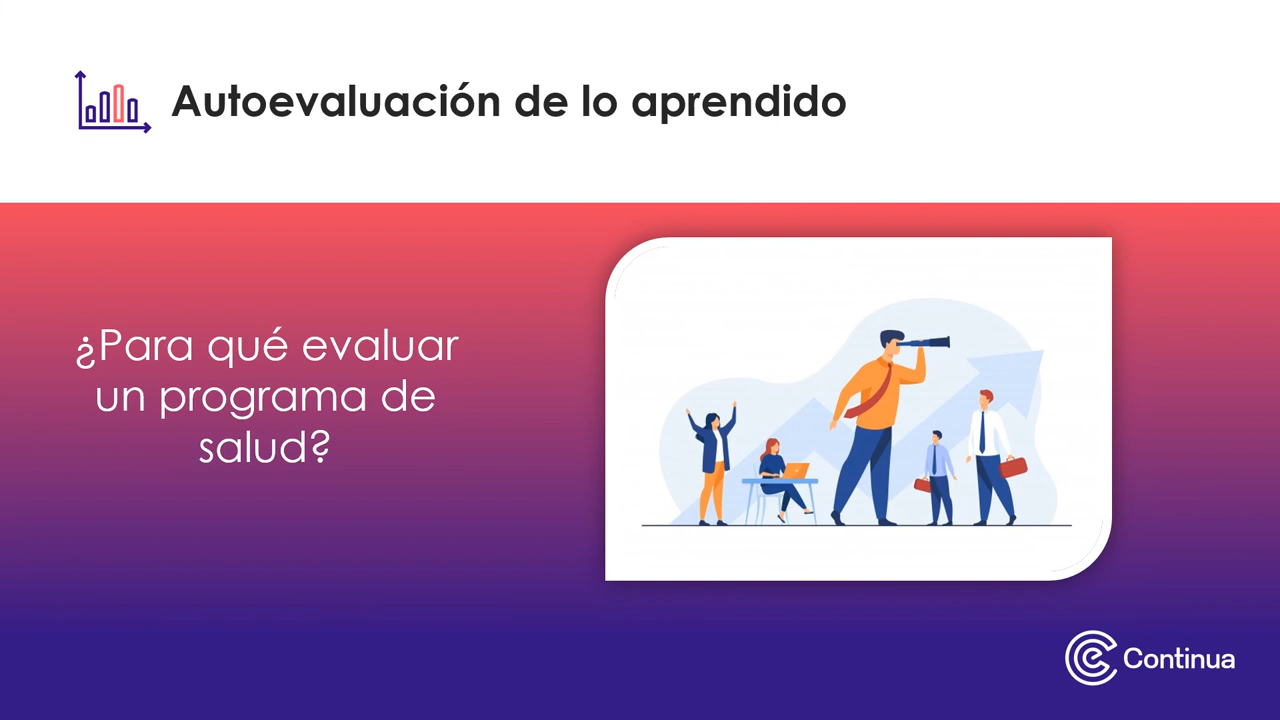 Autoevaluación de lo aprendido
¿Para qué evaluar
un programa de
salud?
Continua